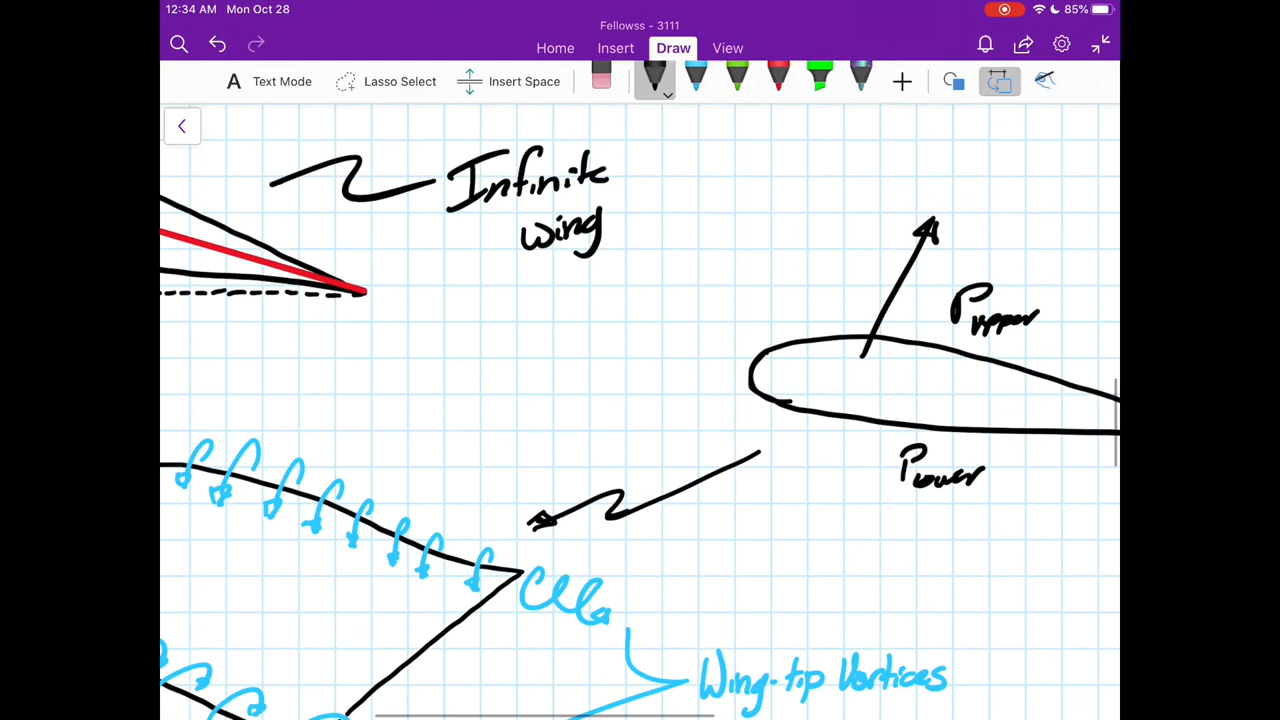 12:34 AM Mon Oct 28
85%
Fellowss - 3111
Home Insert Draw View
A Text Mode Lasso Select Insert Space
Infinite
wing
Pupper
Plower
Wing-tip Vortices